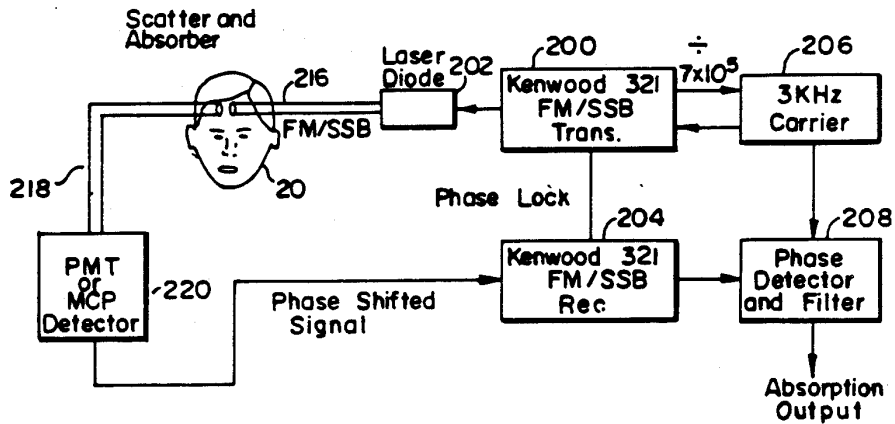 Scatter and
Absorber
216
Laser
Diode
202
200
÷
7x10⁵
206
Kenwood 321
FM/SSB
Trans.
3KHz
Carrier
FM/SSB
20
218
Phase Lock
204
208
PMT
or
MCP
Detector
220
Kenwood 321
FM/SSB
Rec
Phase
Detector
and Filter
Phase Shifted
Signal
Absorption
Output